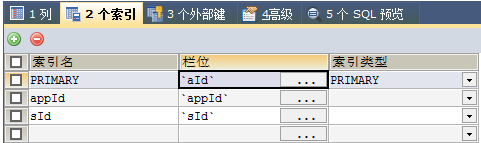 1 列 2 个索引 3 个外部键 4高级 5 个 SQL 预览
索引名 栏位 索引类型
PRIMARY `aId` ... PRIMARY
appId `appId` ...
sId `sId` ...
...